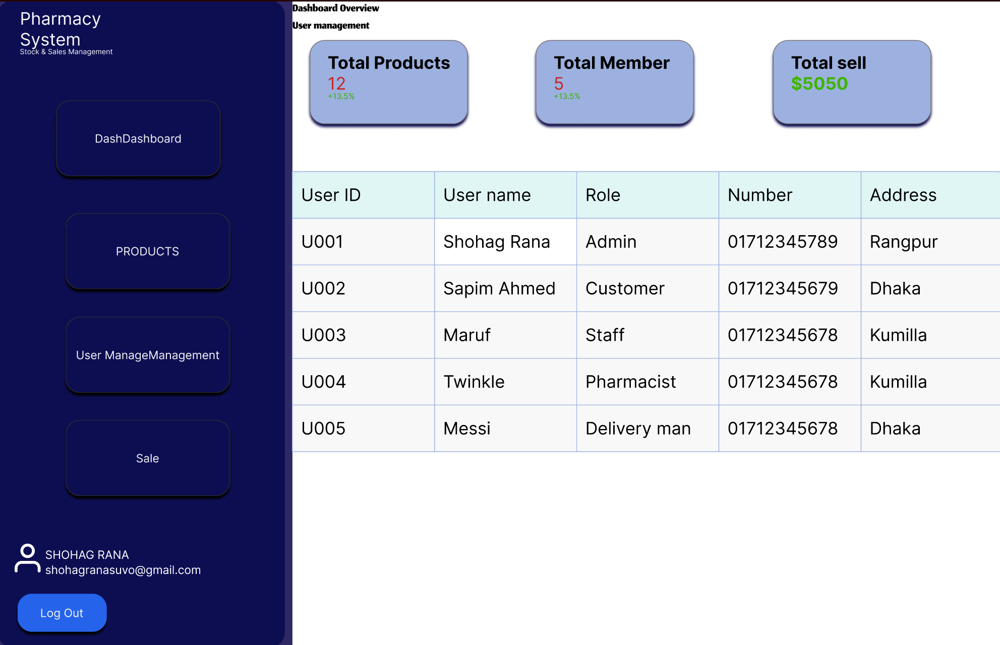 Pharmacy
System
Stock & Sales Management
DashDashboard
PRODUCTS
User ManageManagement
Sale
SHOHAG RANA
shohagranasuvo@gmail.com
Log Out
Dashboard Overview
User management
Total Products
12
+13.5%
Total Member
5
+13.5%
Total sell
$5050
User ID User name Role Number Address
U001 Shohag Rana Admin 01712345789 Rangpur
U002 Sapim Ahmed Customer 01712345679 Dhaka
U003 Maruf Staff 01712345678 Kumilla
U004 Twinkle Pharmacist 01712345678 Kumilla
U005 Messi Delivery man 01712345678 Dhaka